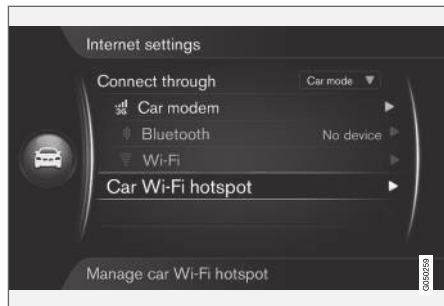 Internet settings
Connect through Car mode
3G Car modem
Bluetooth No device
Wi-Fi
Car Wi-Fi hotspot
Manage car Wi-Fi hotspot
G050259